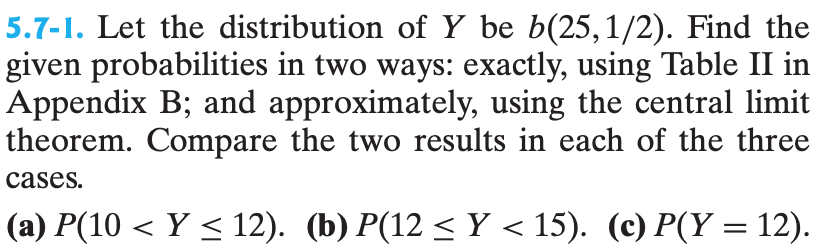 5.7-1. Let the distribution of Y be b(25,1/2). Find the
given probabilities in two ways: exactly, using Table II in
Appendix B; and approximately, using the central limit
theorem. Compare the two results in each of the three
cases.
(a) P(10 < Y ≤ 12). (b) P(12 ≤ Y < 15). (c) P(Y = 12).